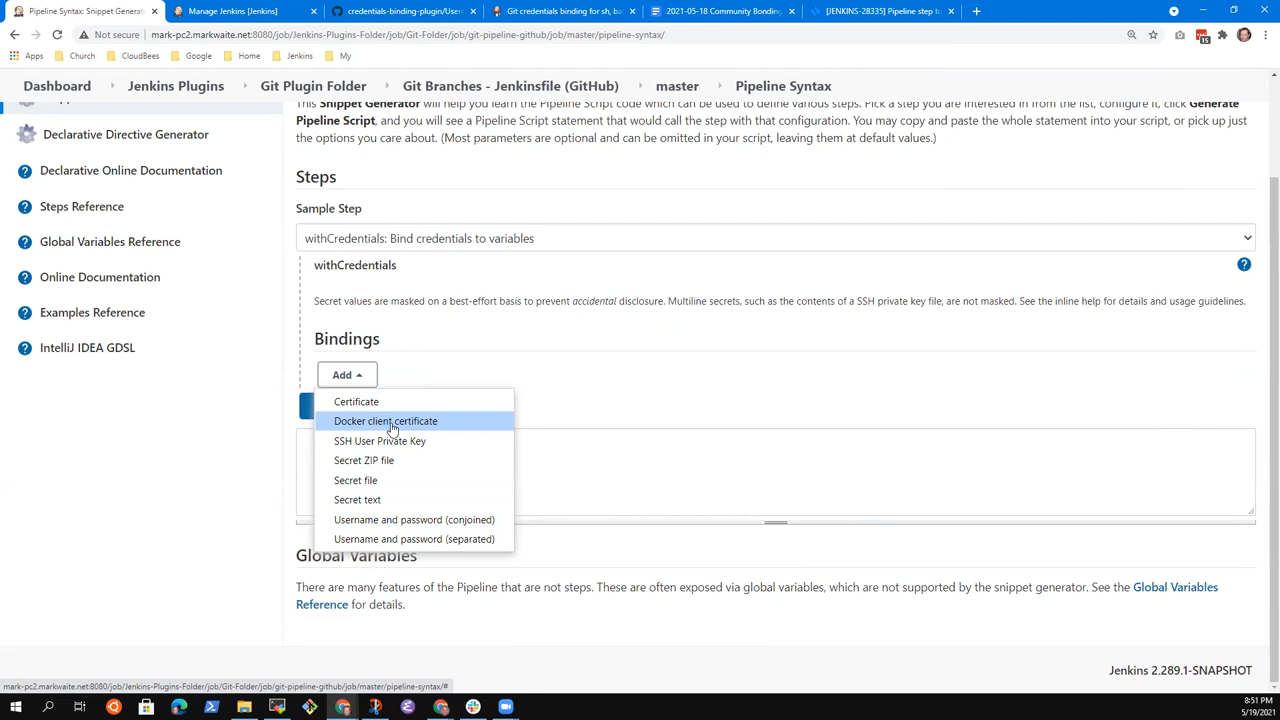 Pipeline Syntax: Snippet Generat
Manage Jenkins [Jenkins]
credentials-binding-plugin/User
Git credentials binding for sh, ba
2021-05-18 Community Bonding
[JENKINS-28335] Pipeline step to
Not secure
mark-pc2.markwaite.net:8080/job/Jenkins-Plugins-Folder/job/Git-Folder/job/git-pipeline-github/job/master/pipeline-syntax/
15
Apps
Church
CloudBees
Google
Home
Jenkins
My
Dashboard
Jenkins Plugins
Git Plugin Folder
Git Branches - Jenkinsfile (GitHub)
master
Pipeline Syntax
Declarative Directive Generator
Declarative Online Documentation
Steps Reference
Global Variables Reference
Online Documentation
Examples Reference
IntelliJ IDEA GDSL
This Snippet Generator will help you learn the Pipeline Script code which can be used to define various steps. Pick a step you are interested in from the list, configure it, click Generate
Pipeline Script, and you will see a Pipeline Script statement that would call the step with that configuration. You may copy and paste the whole statement into your script, or pick up just
the options you care about. (Most parameters are optional and can be omitted in your script, leaving them at default values.)
Steps
Sample Step
withCredentials: Bind credentials to variables
withCredentials
Secret values are masked on a best-effort basis to prevent accidental disclosure. Multiline secrets, such as the contents of a SSH private key file, are not masked. See the inline help for details and usage guidelines.
Bindings
Add
Certificate
Docker client certificate
SSH User Private Key
Secret ZIP file
Secret file
Secret text
Username and password (conjoined)
Username and password (separated)
Global Variables
There are many features of the Pipeline that are not steps. These are often exposed via global variables, which are not supported by the snippet generator. See the Global Variables
Reference for details.
Jenkins 2.289.1-SNAPSHOT
mark-pc2.markwaite.net:8080/job/Jenkins-Plugins-Folder/job/Git-Folder/job/git-pipeline-github/job/master/pipeline-syntax/#
8:51 PM
5/19/2021